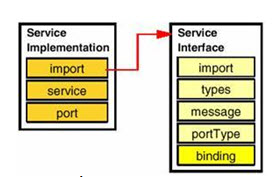 Service
Implementation
import
service
port
Service
Interface
import
types
message
portType
binding